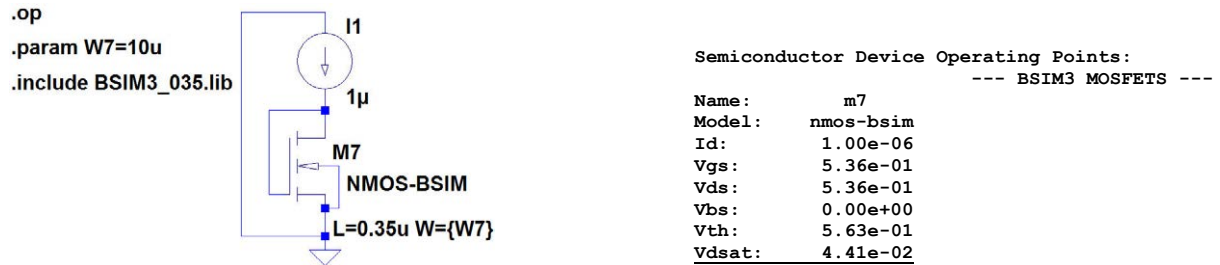 .op
.param W7=10u
.include BSIM3_035.lib
I1
1µ
M7
NMOS-BSIM
L=0.35u W={W7}
Semiconductor Device Operating Points:
--- BSIM3 MOSFETS ---
Name: m7
Model: nmos-bsim
Id: 1.00e-06
Vgs: 5.36e-01
Vds: 5.36e-01
Vbs: 0.00e+00
Vth: 5.63e-01
Vdsat: 4.41e-02